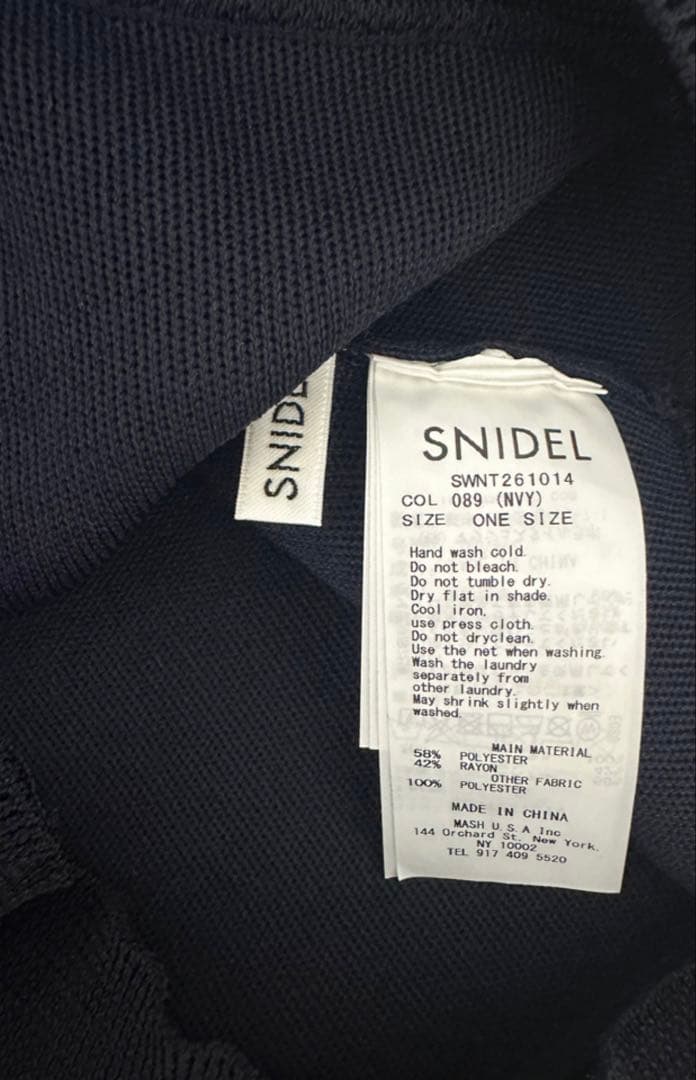 SNIDEL
SNIDEL
SWNT261014
COL 089 (NVY)
SIZE ONE SIZE
Hand wash cold.
Do not bleach.
Do not tumble dry.
Dry flat in shade.
Cool iron.
use press cloth.
Do not dryclean.
Use the net when washing.
Wash the laundry
separately from
other laundry.
May shrink slightly when
washed.
MAIN MATERIAL
58% POLYESTER
42% RAYON
OTHER FABRIC
100% POLYESTER
MADE IN CHINA
MASH U.S.A Inc
144 Orchard St. New York.
NY 10002
TEL 917 409 5520